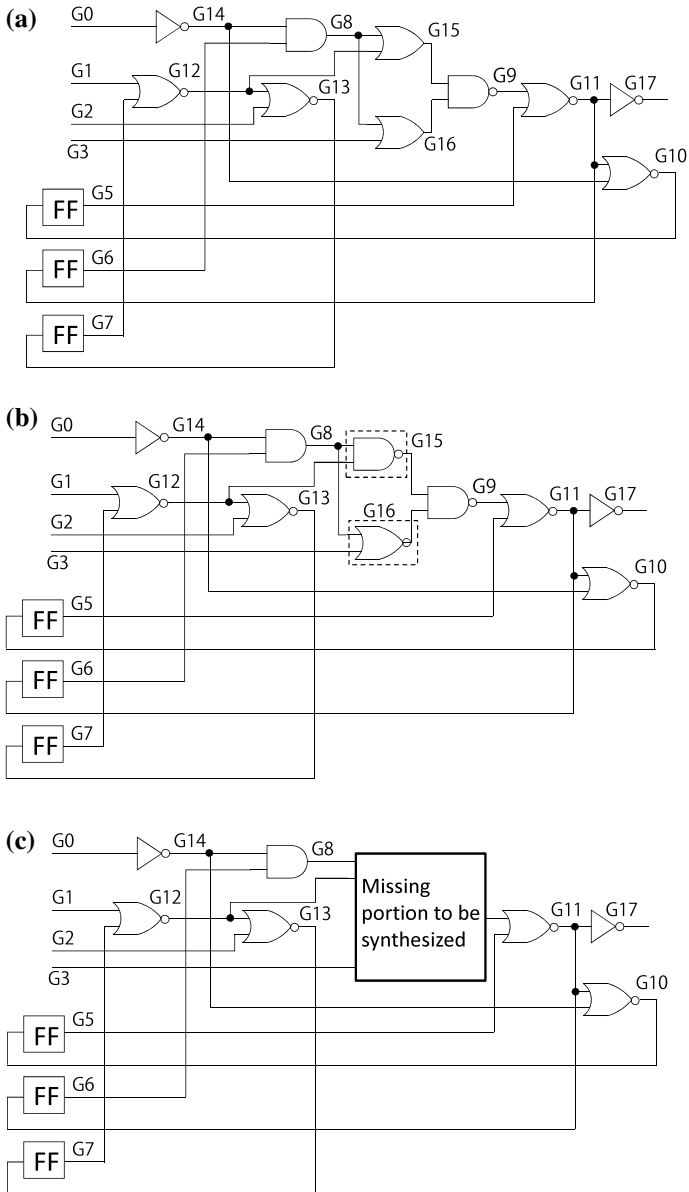 (a)
G0
G14
G8
G15
G1
G12
G13
G9
G11
G17
G2
G3
G16
G10
FF
G5
FF
G6
FF
G7
(b)
G0
G14
G8
G15
G1
G12
G13
G16
G9
G11
G17
G2
G3
G10
FF
G5
FF
G6
FF
G7
(c)
G0
G14
G8
G1
G12
G13
Missing
portion to be
synthesized
G11
G17
G2
G3
G10
FF
G5
FF
G6
FF
G7